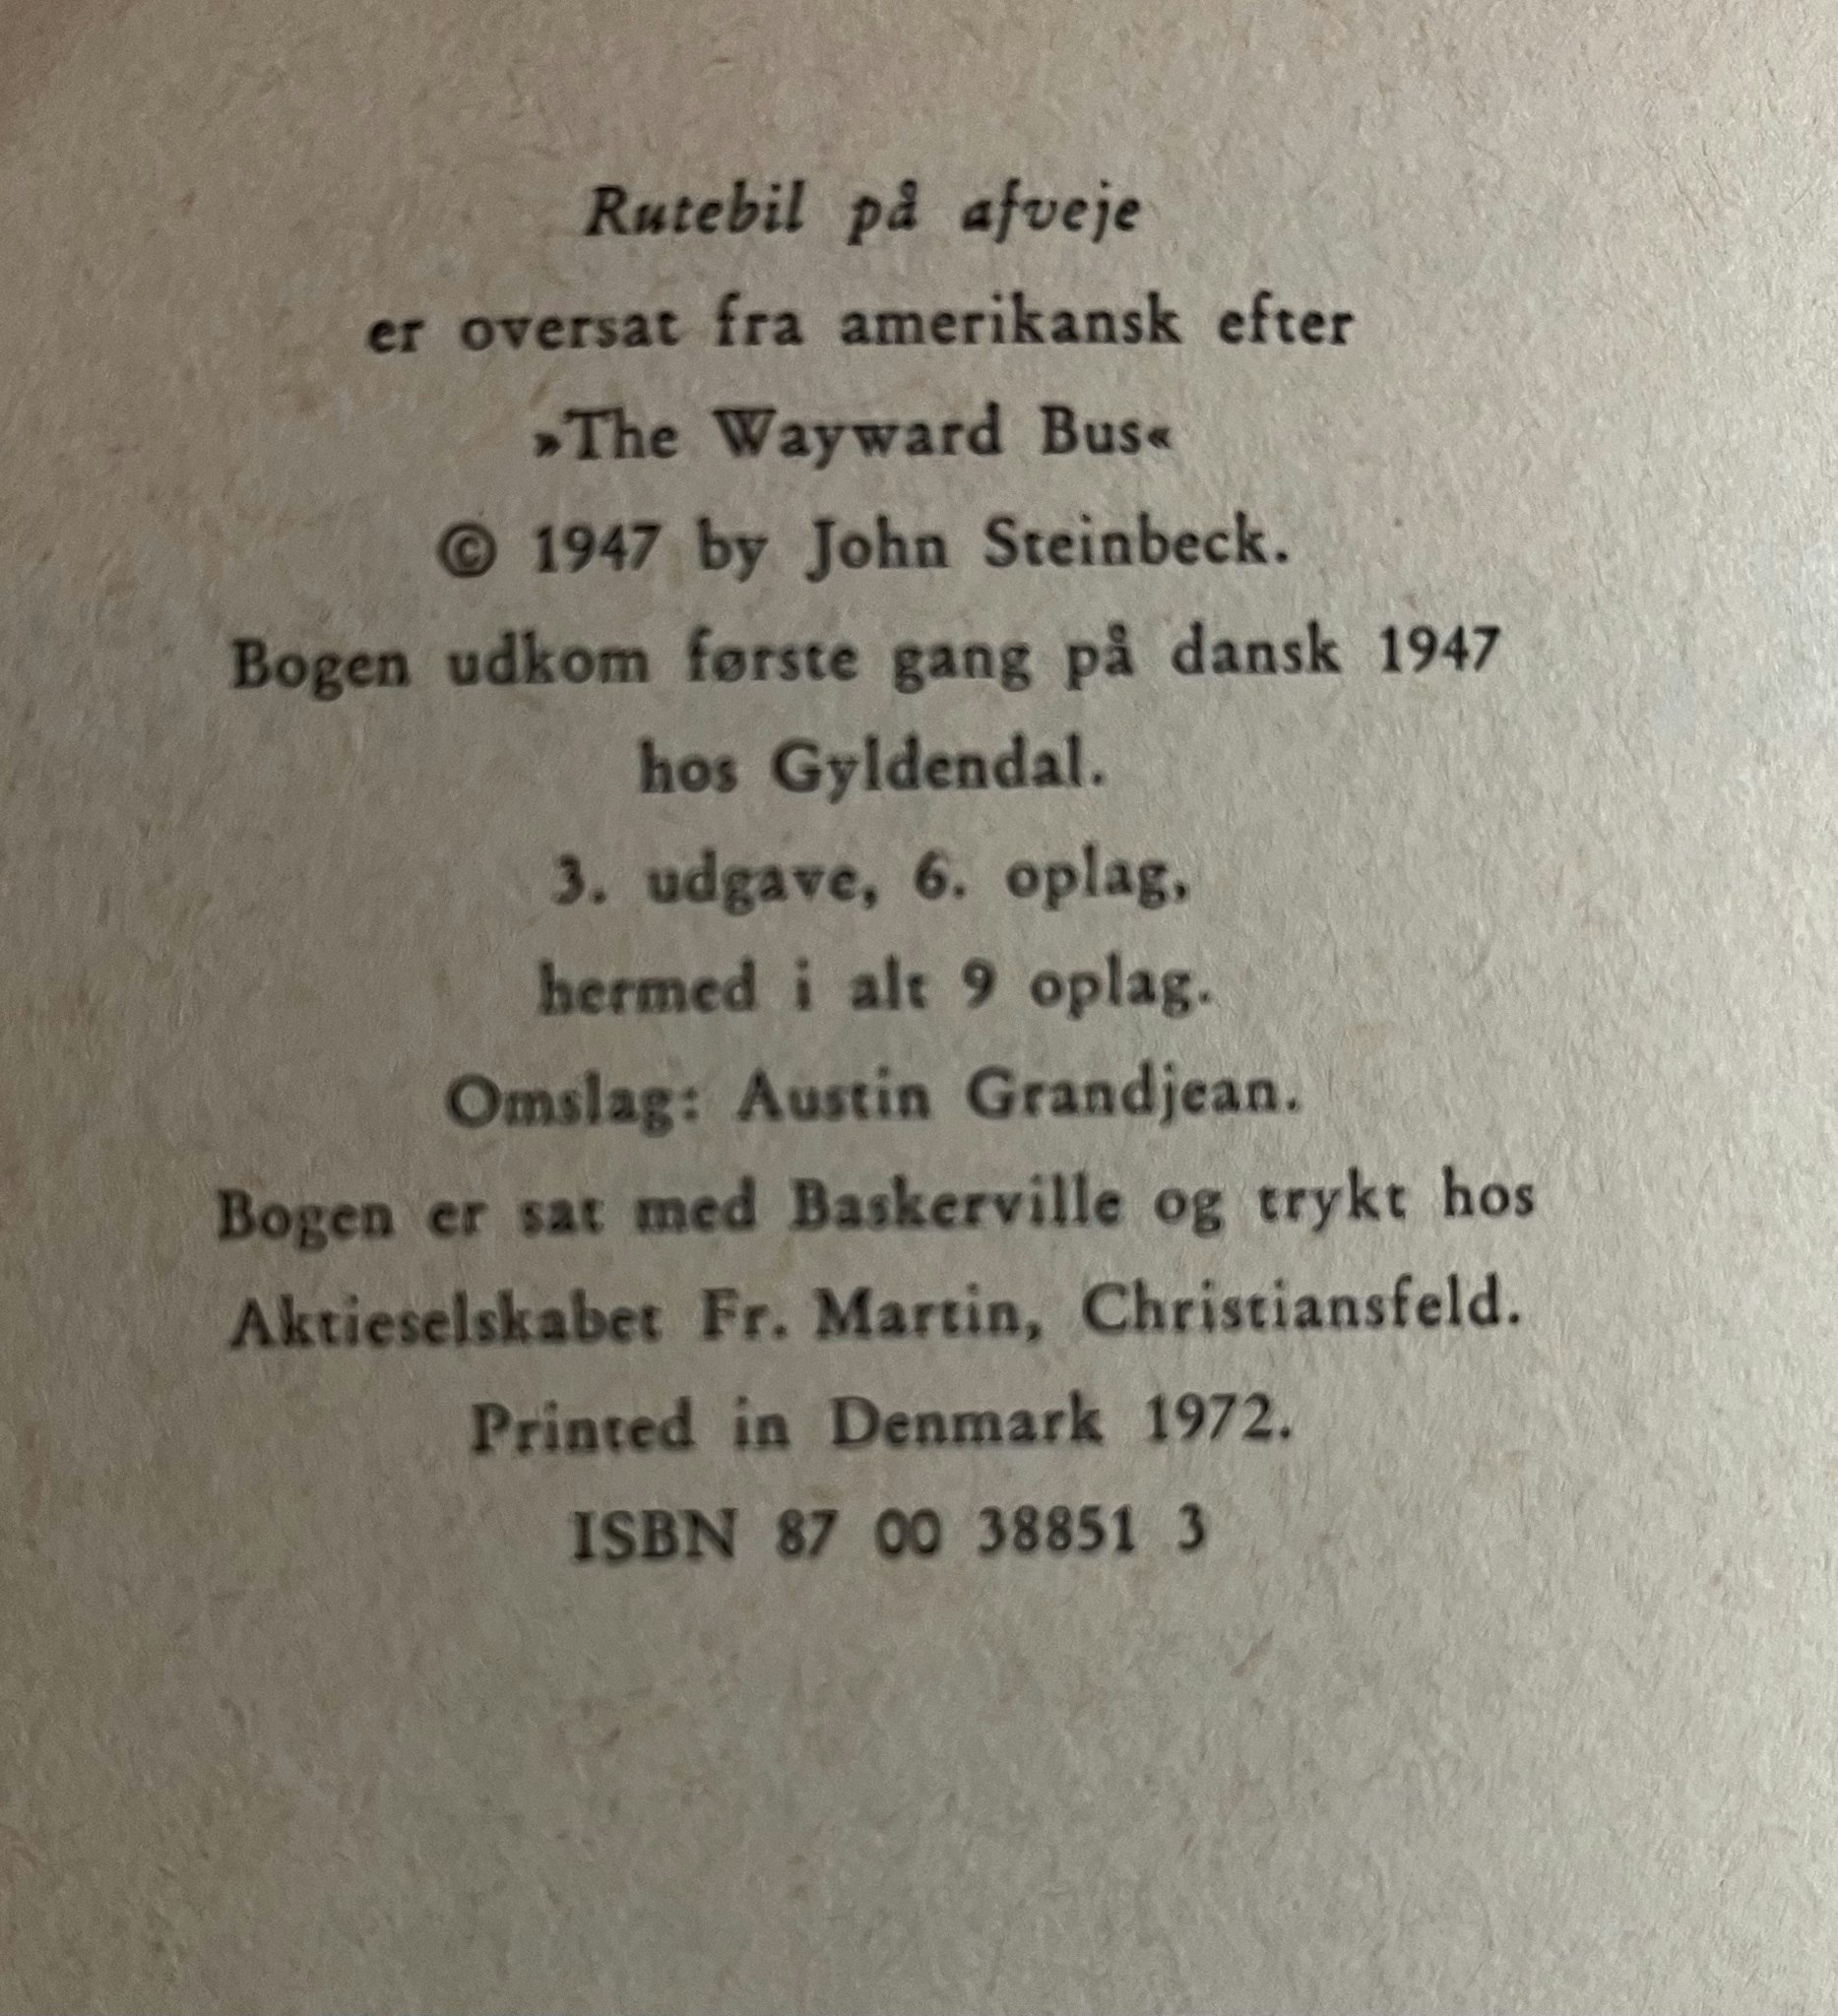 Rutebil på afveje
er oversat fra amerikansk efter
»The Wayward Bus«
© 1947 by John Steinbeck.
Bogen udkom første gang på dansk 1947
hos Gyldendal.
3. udgave, 6. oplag,
hermed i alt 9 oplag.
Omslag: Austin Grandjean.
Bogen er sat med Baskerville og trykt hos
Aktieselskabet Fr. Martin, Christiansfeld.
Printed in Denmark 1972.
ISBN 87 00 38851 3